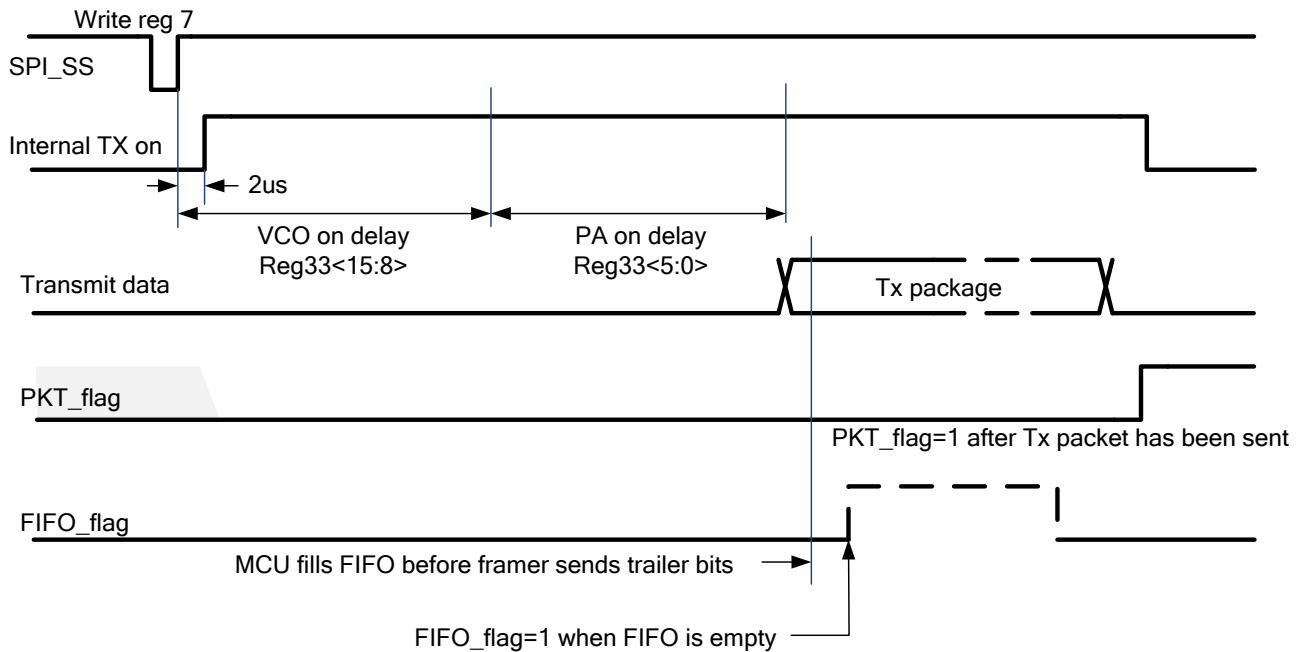 Write reg 7
SPI_SS
Internal TX on
2us
VCO on delay
Reg33<15:8>
PA on delay
Reg33<5:0>
Transmit data
Tx package
PKT_flag
PKT_flag=1 after Tx packet has been sent
FIFO_flag
MCU fills FIFO before framer sends trailer bits
FIFO_flag=1 when FIFO is empty